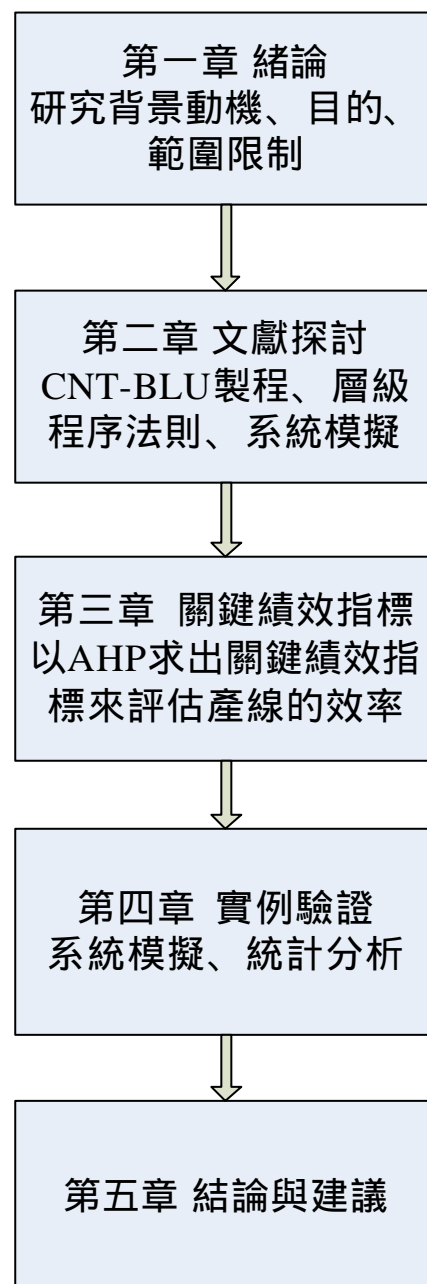 第一章 緒論
研究背景動機、目的、
範圍限制
第二章 文獻探討
CNT-BLU製程、層級
程序法則、系統模擬
第三章 關鍵績效指標
以AHP求出關鍵績效指
標來評估產線的效率
第四章 實例驗證
系統模擬、統計分析
第五章 結論與建議